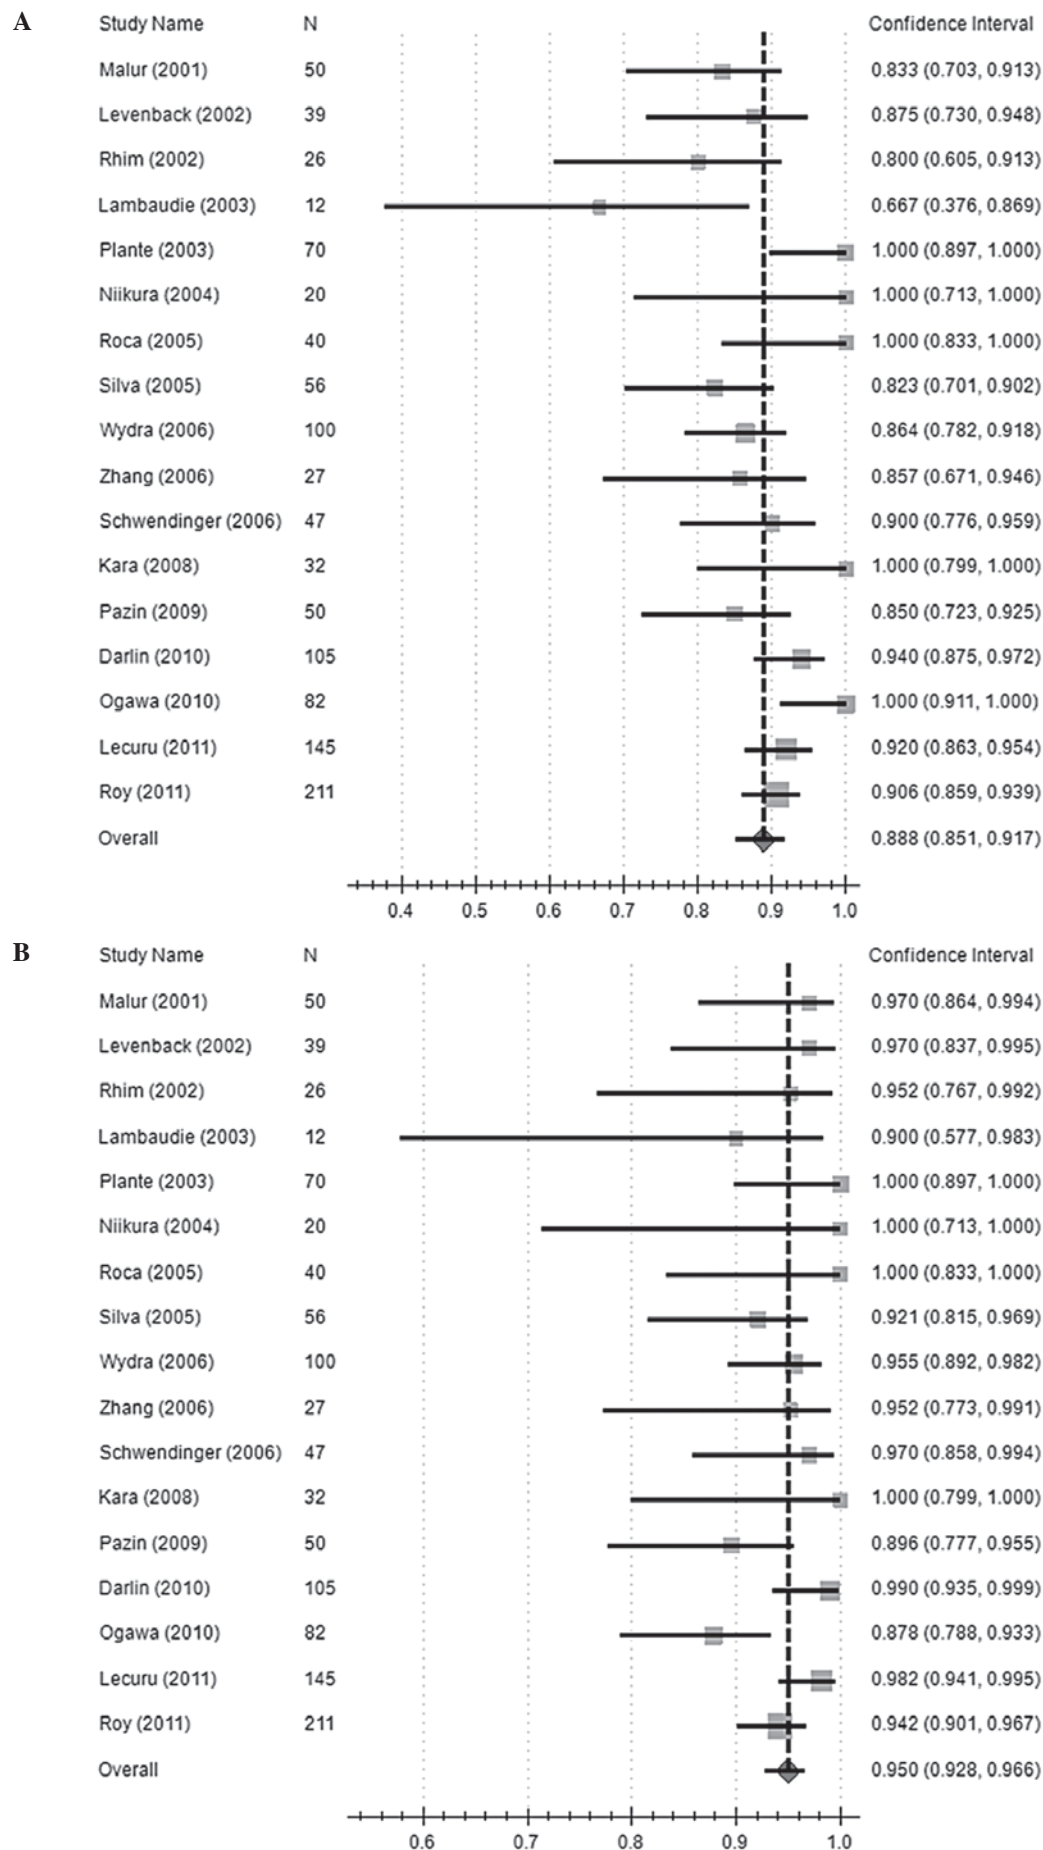 A
Study Name N Confidence Interval
Malur (2001) 50 0.833 (0.703, 0.913)
Levenback (2002) 39 0.875 (0.730, 0.948)
Rhim (2002) 26 0.800 (0.605, 0.913)
Lambaudie (2003) 12 0.667 (0.376, 0.869)
Plante (2003) 70 1.000 (0.897, 1.000)
Niikura (2004) 20 1.000 (0.713, 1.000)
Roca (2005) 40 1.000 (0.833, 1.000)
Silva (2005) 56 0.823 (0.701, 0.902)
Wydra (2006) 100 0.864 (0.782, 0.918)
Zhang (2006) 27 0.857 (0.671, 0.946)
Schwendinger (2006) 47 0.900 (0.776, 0.959)
Kara (2008) 32 1.000 (0.799, 1.000)
Pazin (2009) 50 0.850 (0.723, 0.925)
Darlin (2010) 105 0.940 (0.875, 0.972)
Ogawa (2010) 82 1.000 (0.911, 1.000)
Lecuru (2011) 145 0.920 (0.863, 0.954)
Roy (2011) 211 0.906 (0.859, 0.939)
Overall 0.888 (0.851, 0.917)
0.4 0.5 0.6 0.7 0.8 0.9 1.0
B
Study Name N Confidence Interval
Malur (2001) 50 0.970 (0.864, 0.994)
Levenback (2002) 39 0.970 (0.837, 0.995)
Rhim (2002) 26 0.952 (0.767, 0.992)
Lambaudie (2003) 12 0.900 (0.577, 0.983)
Plante (2003) 70 1.000 (0.897, 1.000)
Niikura (2004) 20 1.000 (0.713, 1.000)
Roca (2005) 40 1.000 (0.833, 1.000)
Silva (2005) 56 0.921 (0.815, 0.969)
Wydra (2006) 100 0.955 (0.892, 0.982)
Zhang (2006) 27 0.952 (0.773, 0.991)
Schwendinger (2006) 47 0.970 (0.858, 0.994)
Kara (2008) 32 1.000 (0.799, 1.000)
Pazin (2009) 50 0.896 (0.777, 0.955)
Darlin (2010) 105 0.990 (0.935, 0.999)
Ogawa (2010) 82 0.878 (0.788, 0.933)
Lecuru (2011) 145 0.982 (0.941, 0.995)
Roy (2011) 211 0.942 (0.901, 0.967)
Overall 0.950 (0.928, 0.966)
0.6 0.7 0.8 0.9 1.0